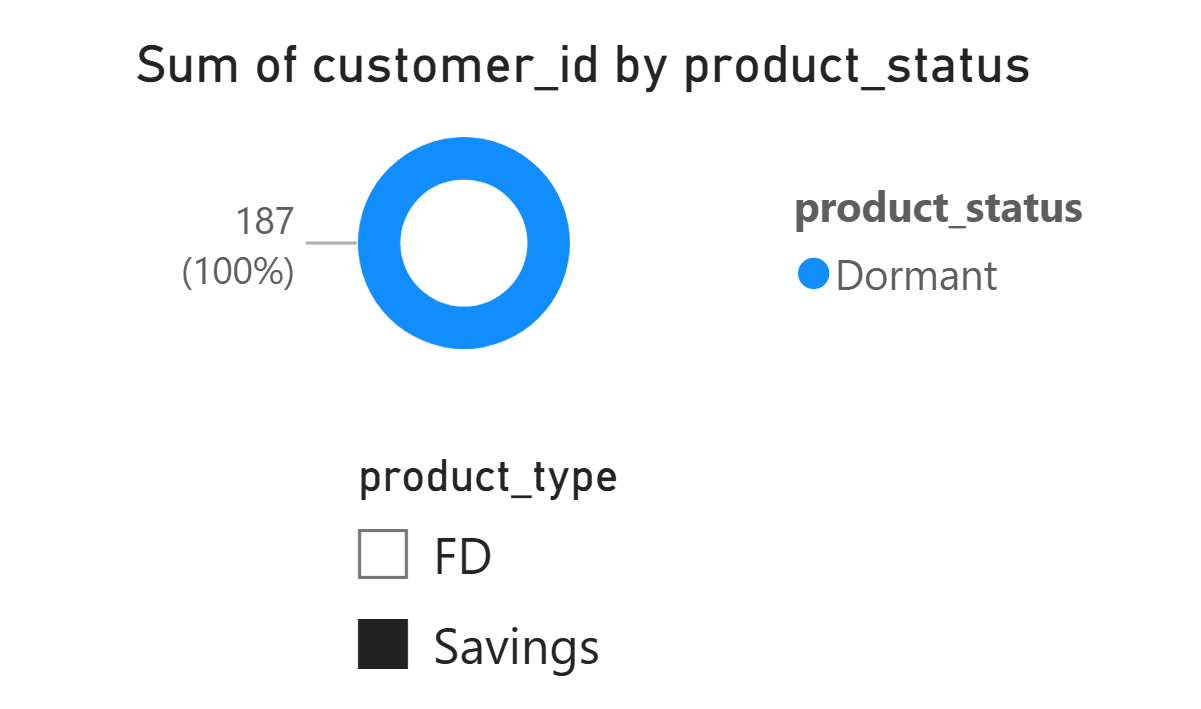 Sum of customer_id by product_status
187
(100%)
product_status
Dormant
product_type
FD
Savings